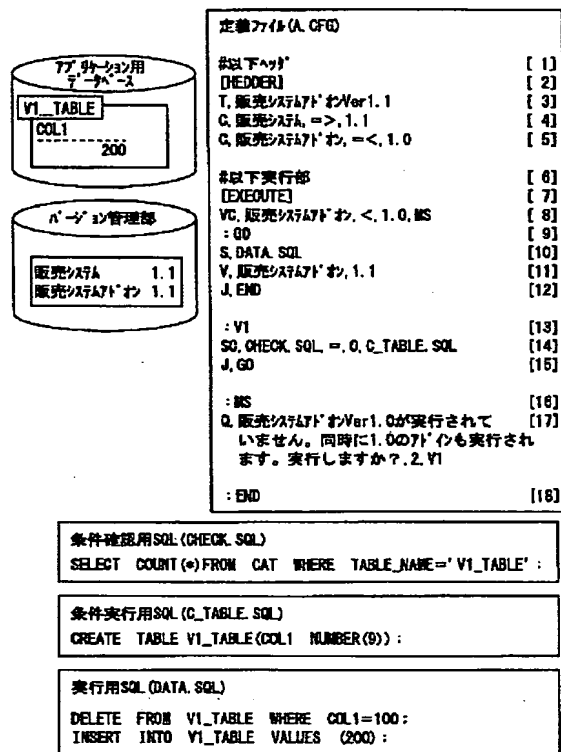 アプリケーション用
データベース
V1_TABLE
COL1
200
バージョン管理部
販売システム 1.1
販売システムアドオン 1.1
定義ファイル(A.CFG)
#以下ヘッダ [ 1]
[HEDDER] [ 2]
T,販売システムアドオンVer1.1 [ 3]
C,販売システム,=>,1.1 [ 4]
C,販売システムアドオン,=<,1.0 [ 5]
#以下実行部 [ 6]
[EXECUTE] [ 7]
VC,販売システムアドオン,<,1.0,MS [ 8]
:GO [ 9]
S,DATA.SQL [10]
V,販売システムアドオン,1.1 [11]
J,END [12]
:V1 [13]
SC,CHECK.SQL,=,0,C_TABLE.SQL [14]
J,GO [15]
:MS [16]
Q,販売システムアドオンVer1.0が実行されて [17]
いません。同時に1.0のアドインも実行され
ます。実行しますか?,2,V1
:END [18]
条件確認用SQL(CHECK.SQL)
SELECT COUNT(*)FROM CAT WHERE TABLE_NAME='V1_TABLE';
条件実行用SQL(C_TABLE.SQL)
CREATE TABLE V1_TABLE(COL1 NUMBER(9));
実行用SQL(DATA.SQL)
DELETE FROM V1_TABLE WHERE COL1=100;
INSERT INTO V1_TABLE VALUES (200);